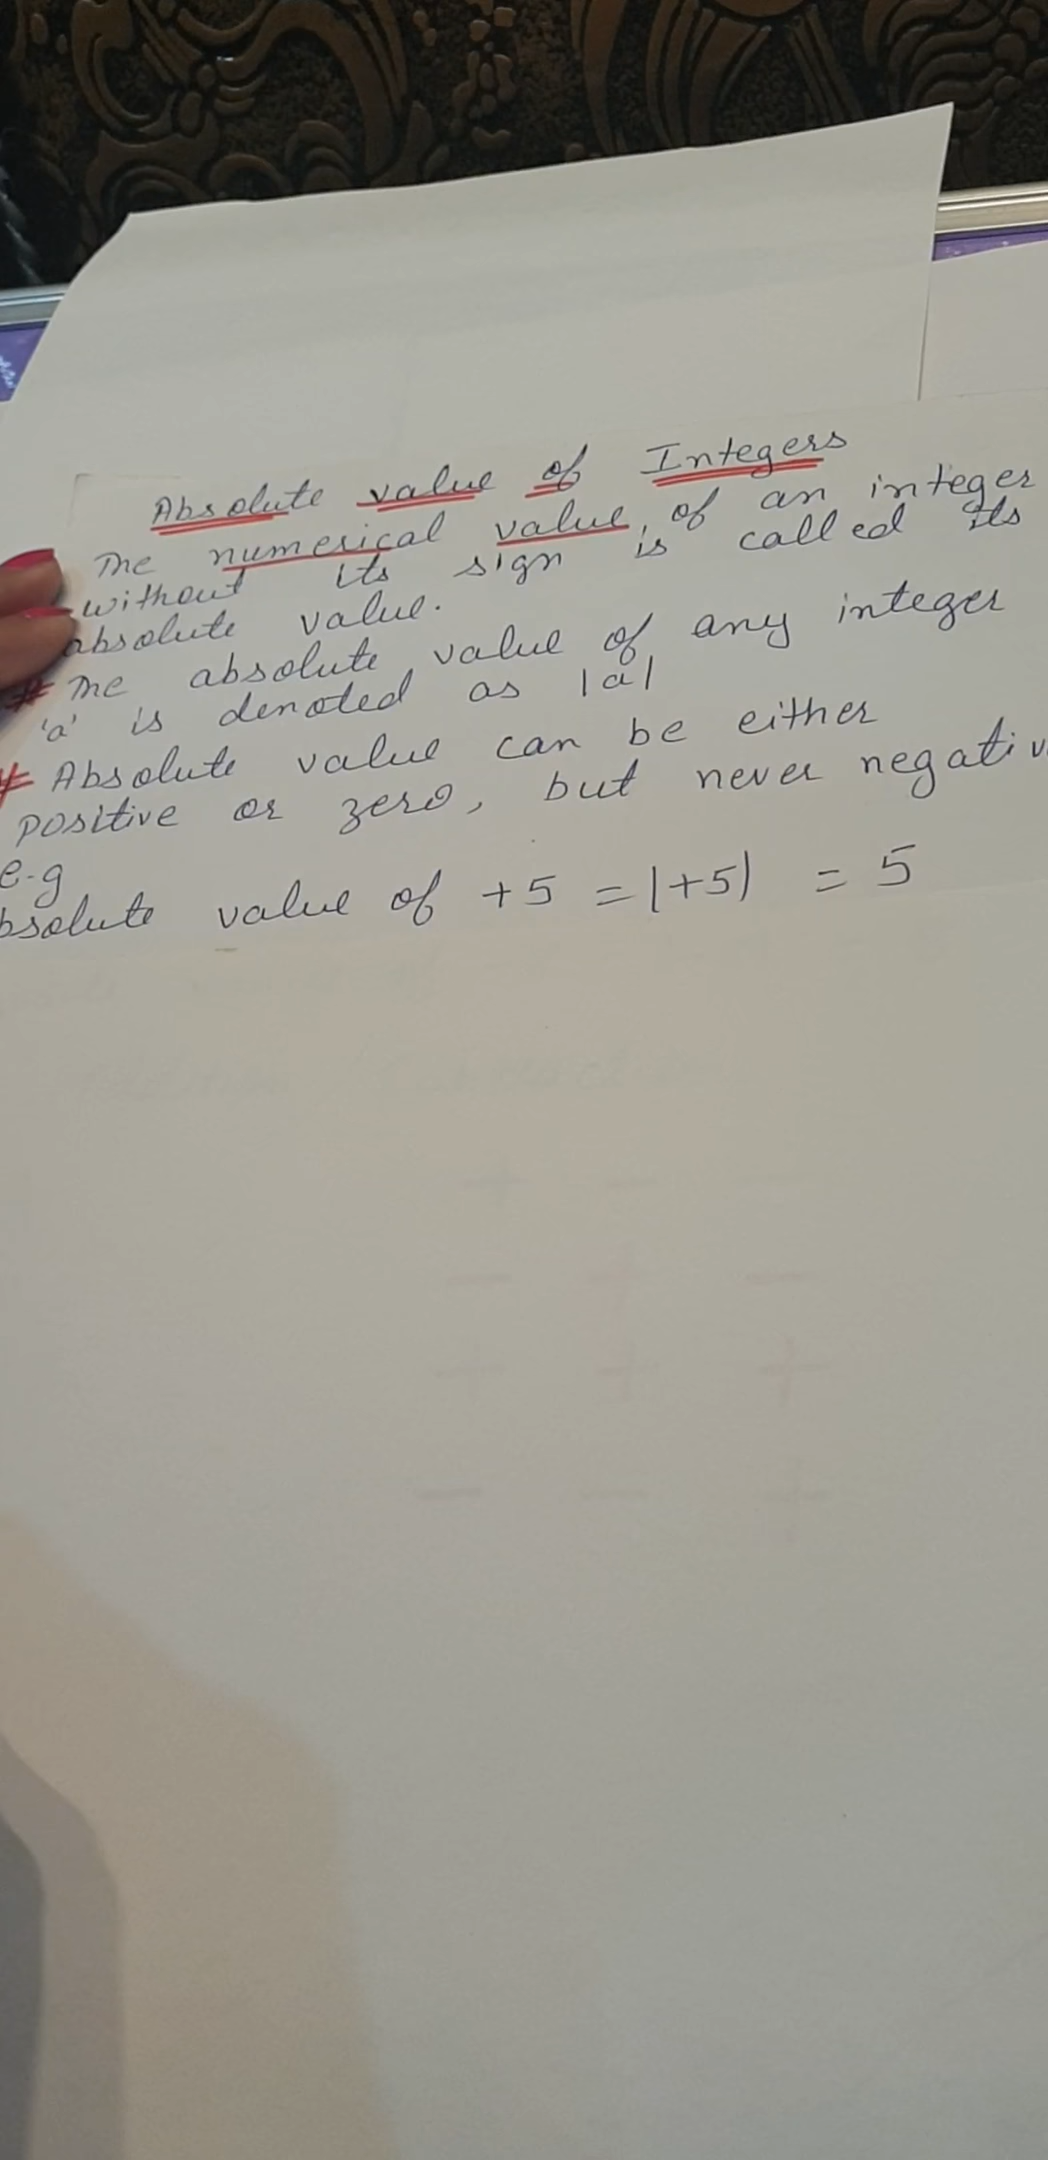 Absolute value of Integers
The numerical value, of an integer
without its sign is called its
absolute value.
# The absolute value of any integer
'a' is denoted as |a|
# Absolute value can be either
positive or zero, but never negativ
e-g
bsolute value of +5 = |+5| = 5